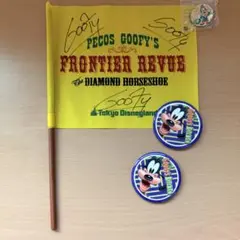 Goofy
Goofy
PECOS GOOFY'S
FRONTIER REVUE
The DIAMOND HORSESHOE
Goofy
Tokyo Disneyland